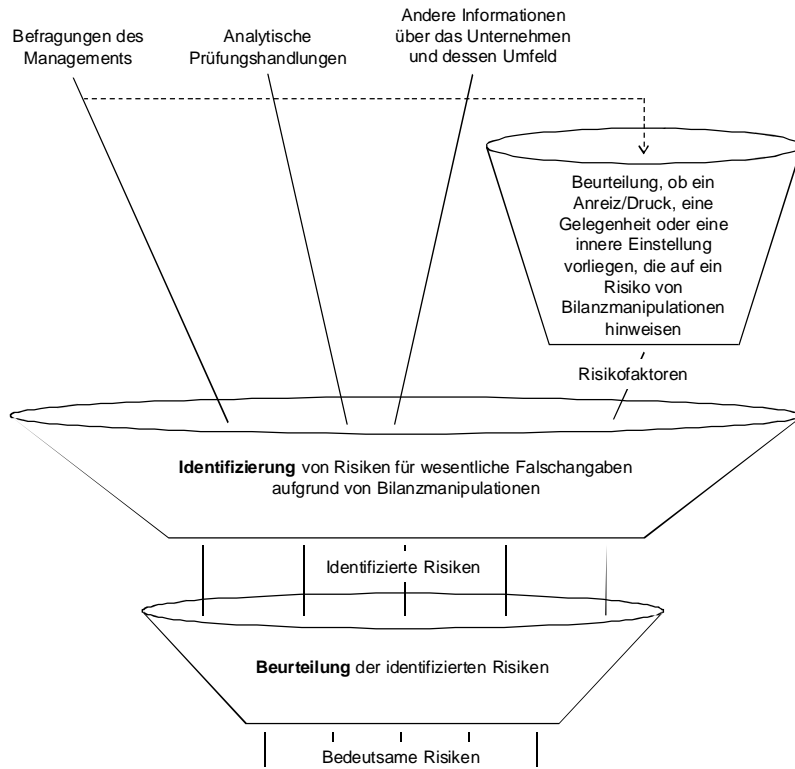 Befragungen des
Managements
Analytische
Prüfungshandlungen
Andere Informationen
über das Unternehmen
und dessen Umfeld
Beurteilung, ob ein
Anreiz/Druck, eine
Gelegenheit oder eine
innere Einstellung
vorliegen, die auf ein
Risiko von
Bilanzmanipulationen
hinweisen
Risikofaktoren
Identifizierung von Risiken für wesentliche Falschangaben
aufgrund von Bilanzmanipulationen
Identifizierte Risiken
Beurteilung der identifizierten Risiken
Bedeutsame Risiken